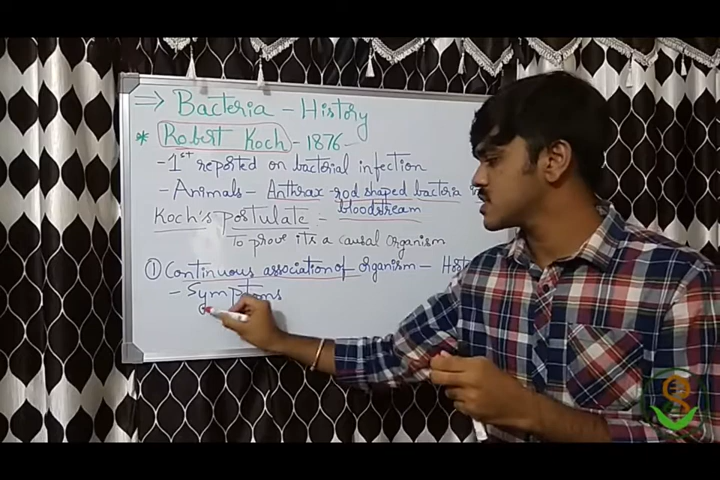 ⇒ Bacteria - History
* Robert Koch - 1876
- 1st reported on bacterial infection
- Animals - Anthrax - rod shaped bacteria
bloodstream
Koch's postulate :-
To prove its a causal organism
① Continuous association of organism - Host
- Symptoms